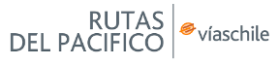 RUTAS
DEL PACIFICO
víaschile